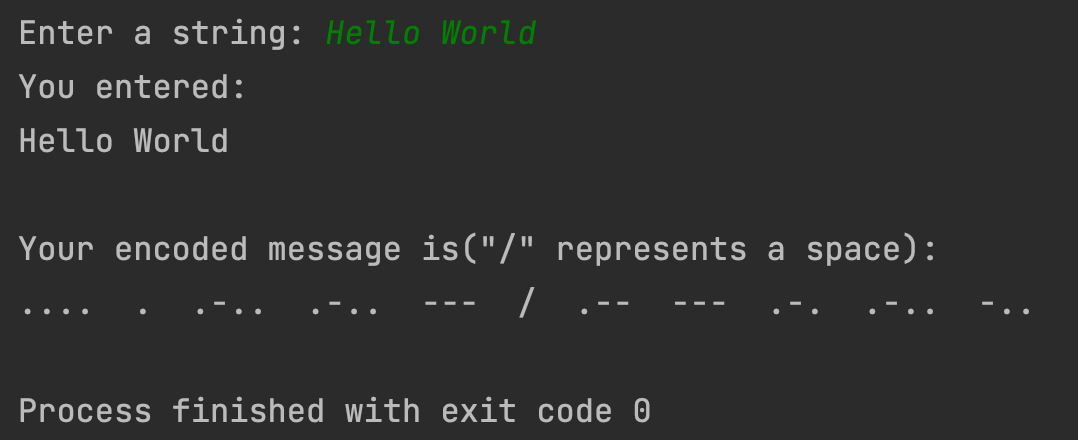 Enter a string: Hello World
You entered:
Hello World
Your encoded message is("/" represents a space):
....  .  .-..  .-..  ---  /  .--  ---  .-.  .-..  -..
Process finished with exit code 0